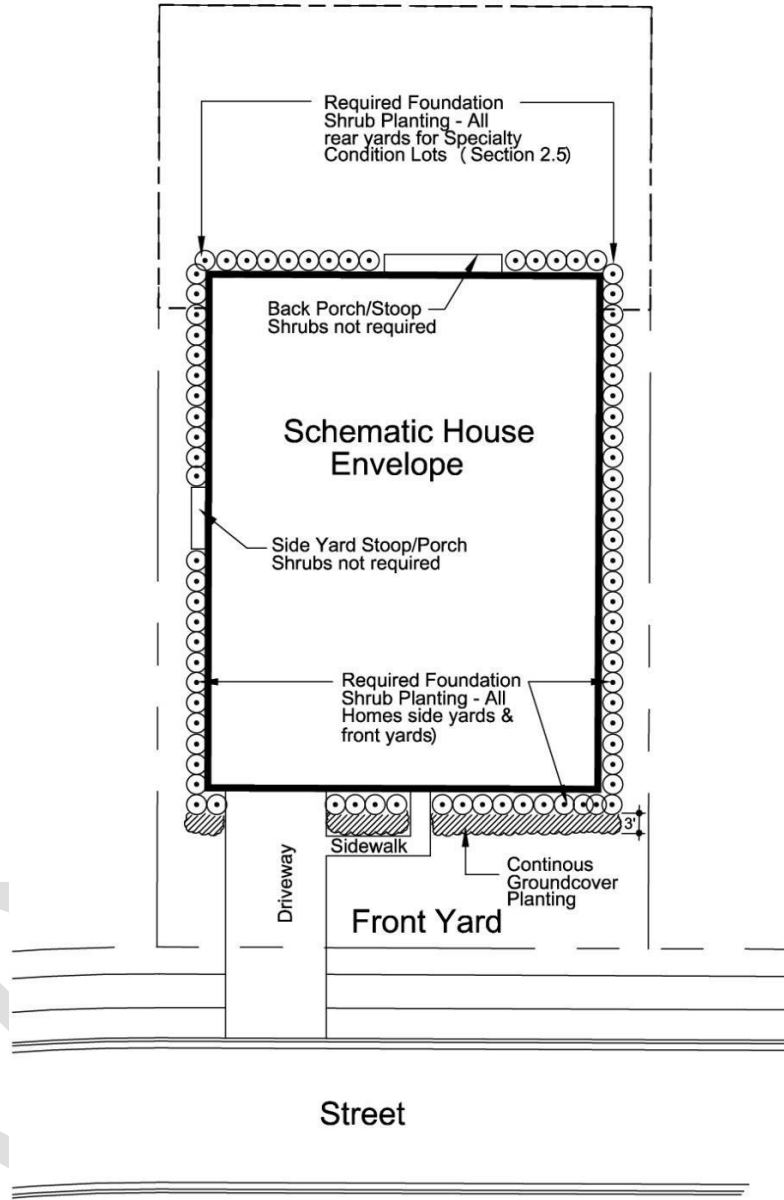 Required Foundation
Shrub Planting - All
rear yards for Specialty
Condition Lots ( Section 2.5)
Back Porch/Stoop
Shrubs not required
Schematic House
Envelope
Side Yard Stoop/Porch
Shrubs not required
Required Foundation
Shrub Planting - All
Homes side yards &
front yards)
3'
Sidewalk
Driveway
Continous
Groundcover
Planting
Front Yard
Street